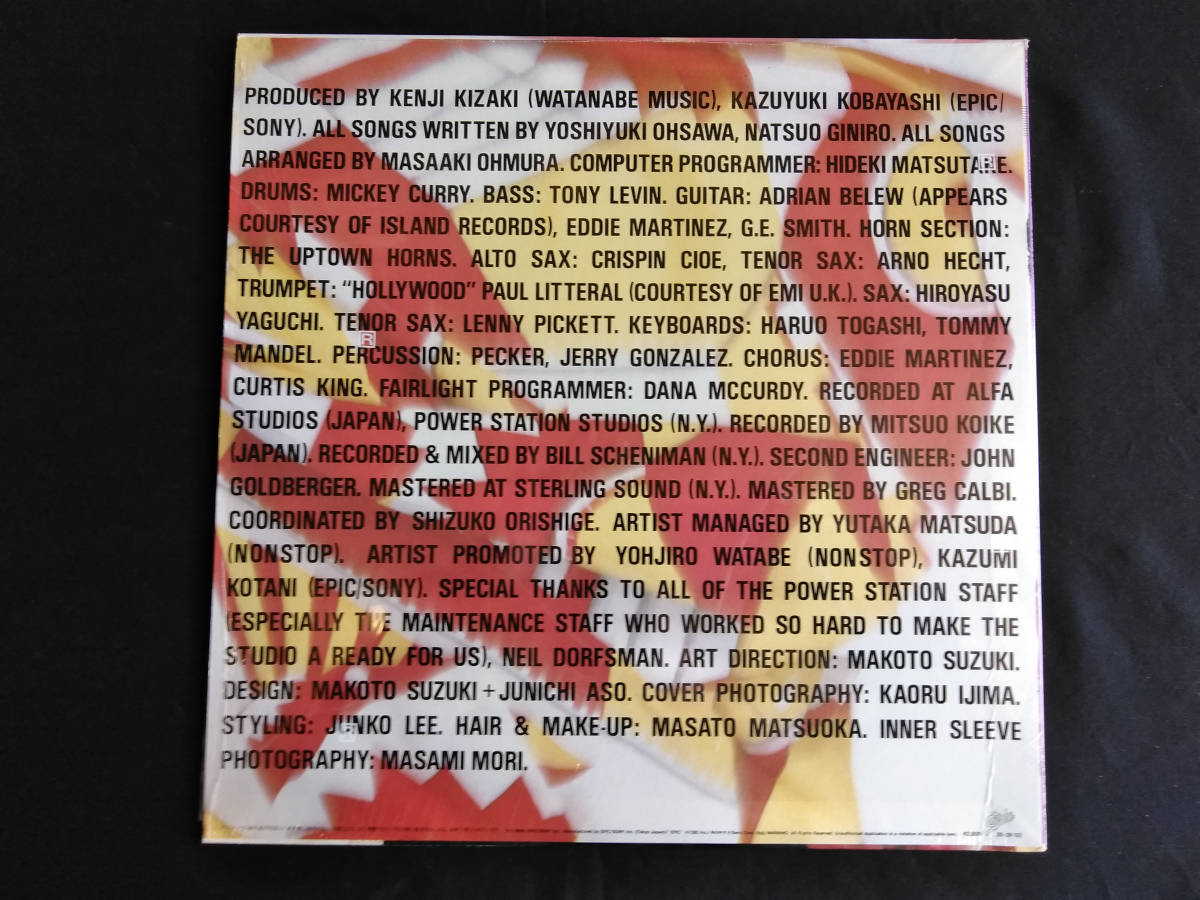 PRODUCED BY KENJI KIZAKI (WATANABE MUSIC), KAZUYUKI KOBAYASHI (EPIC/
SONY). ALL SONGS WRITTEN BY YOSHIYUKI OHSAWA, NATSUO GINIRO. ALL SONGS
ARRANGED BY MASAAKI OHMURA. COMPUTER PROGRAMMER: HIDEKI MATSUTAKE.
DRUMS: MICKEY CURRY. BASS: TONY LEVIN. GUITAR: ADRIAN BELEW (APPEARS
COURTESY OF ISLAND RECORDS), EDDIE MARTINEZ, G.E. SMITH. HORN SECTION:
THE UPTOWN HORNS. ALTO SAX: CRISPIN CIOE, TENOR SAX: ARNO HECHT,
TRUMPET: “HOLLYWOOD” PAUL LITTERAL (COURTESY OF EMI U.K.). SAX: HIROYASU
YAGUCHI. TENOR SAX: LENNY PICKETT. KEYBOARDS: HARUO TOGASHI, TOMMY
MANDEL. PERCUSSION: PECKER, JERRY GONZALEZ. CHORUS: EDDIE MARTINEZ,
CURTIS KING. FAIRLIGHT PROGRAMMER: DANA MCCURDY. RECORDED AT ALFA
STUDIOS (JAPAN), POWER STATION STUDIOS (N.Y.). RECORDED BY MITSUO KOIKE
(JAPAN). RECORDED & MIXED BY BILL SCHENIMAN (N.Y.). SECOND ENGINEER: JOHN
GOLDBERGER. MASTERED AT STERLING SOUND (N.Y.). MASTERED BY GREG CALBI.
COORDINATED BY SHIZUKO ORISHIGE. ARTIST MANAGED BY YUTAKA MATSUDA
(NONSTOP). ARTIST PROMOTED BY YOHJIRO WATABE (NONSTOP), KAZUMI
KOTANI (EPIC/SONY). SPECIAL THANKS TO ALL OF THE POWER STATION STAFF
(ESPECIALLY THE MAINTENANCE STAFF WHO WORKED SO HARD TO MAKE THE
STUDIO A READY FOR US), NEIL DORFSMAN. ART DIRECTION: MAKOTO SUZUKI.
DESIGN: MAKOTO SUZUKI + JUNICHI ASO. COVER PHOTOGRAPHY: KAORU IJIMA.
STYLING: JUNKO LEE. HAIR & MAKE-UP: MASATO MATSUOKA. INNER SLEEVE
PHOTOGRAPHY: MASAMI MORI.
Epic